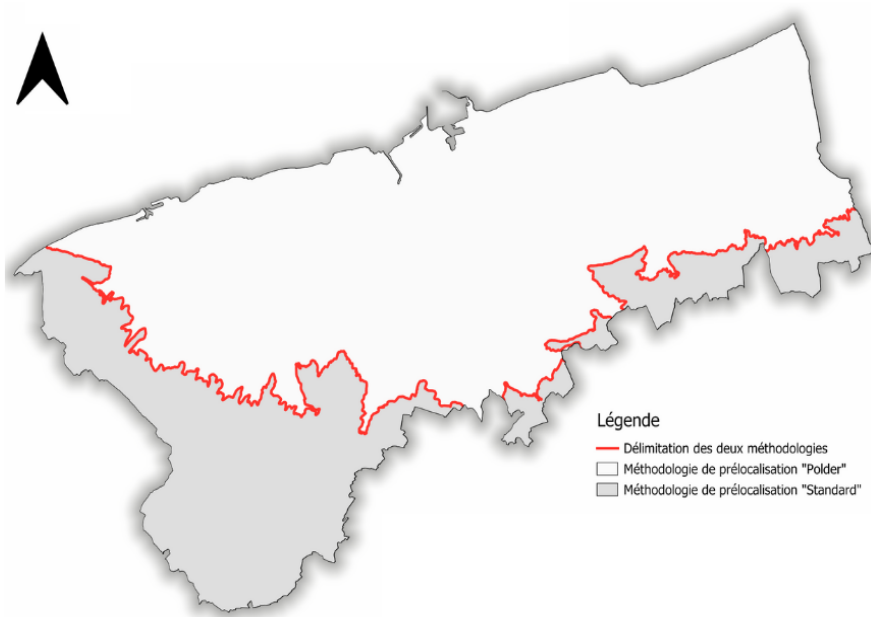 Légende
Délimitation des deux méthodologies
Méthodologie de prélocalisation "Polder"
Méthodologie de prélocalisation "Standard"